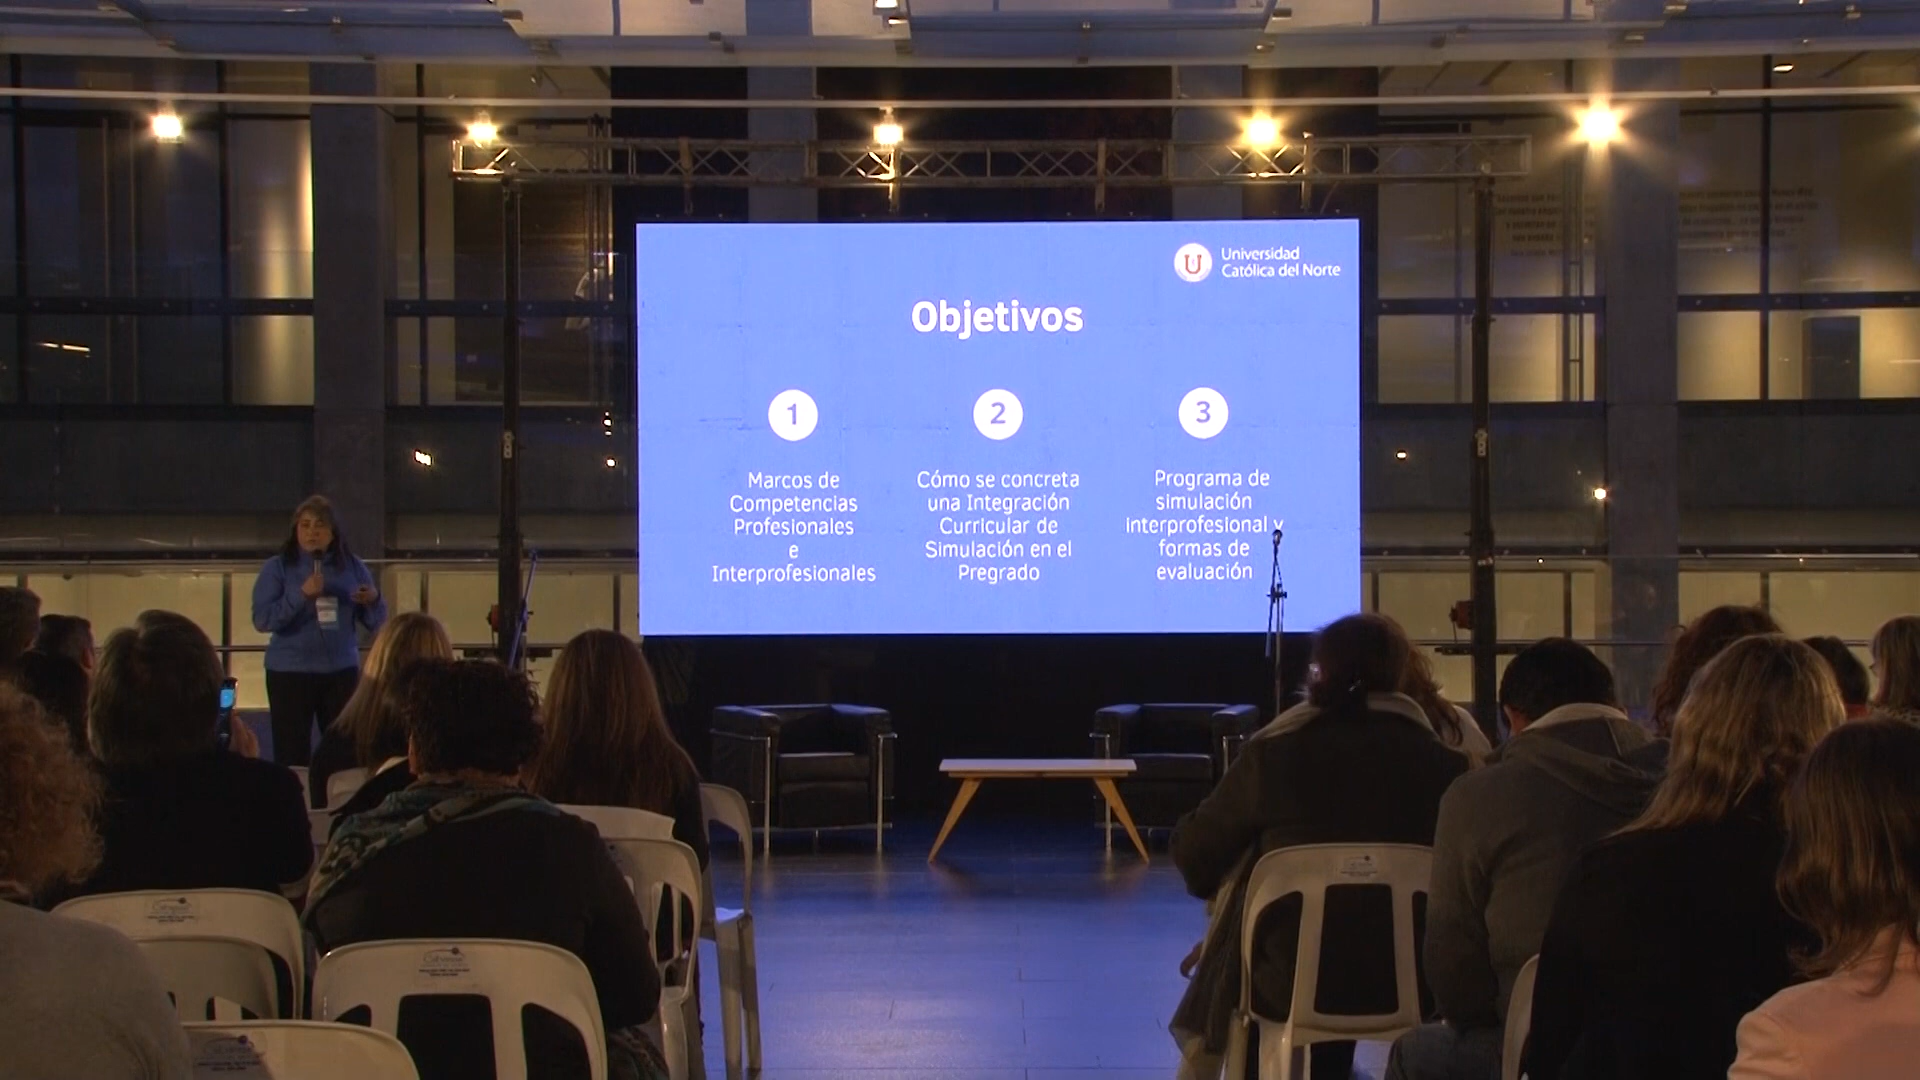 Universidad
Católica del Norte
Objetivos
1
2
3
Marcos de
Competencias
Profesionales
e
Interprofesionales
Cómo se concreta
una Integración
Curricular de
Simulación en el
Pregrado
Programa de
simulación
interprofesional y
formas de
evaluación